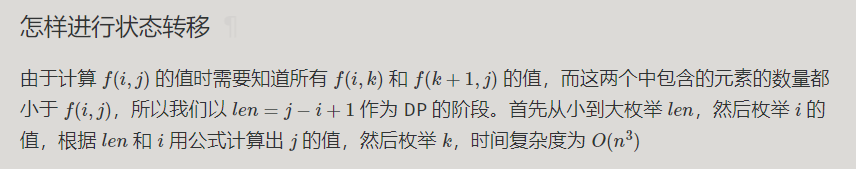 怎样进行状态转移 ¶
由于计算 f(i, j) 的值时需要知道所有 f(i, k) 和 f(k + 1, j) 的值，而这两个中包含的元素的数量都
小于 f(i, j)，所以我们以 len = j − i + 1 作为 DP 的阶段。首先从小到大枚举 len，然后枚举 i 的
值，根据 len 和 i 用公式计算出 j 的值，然后枚举 k，时间复杂度为 O(n³)